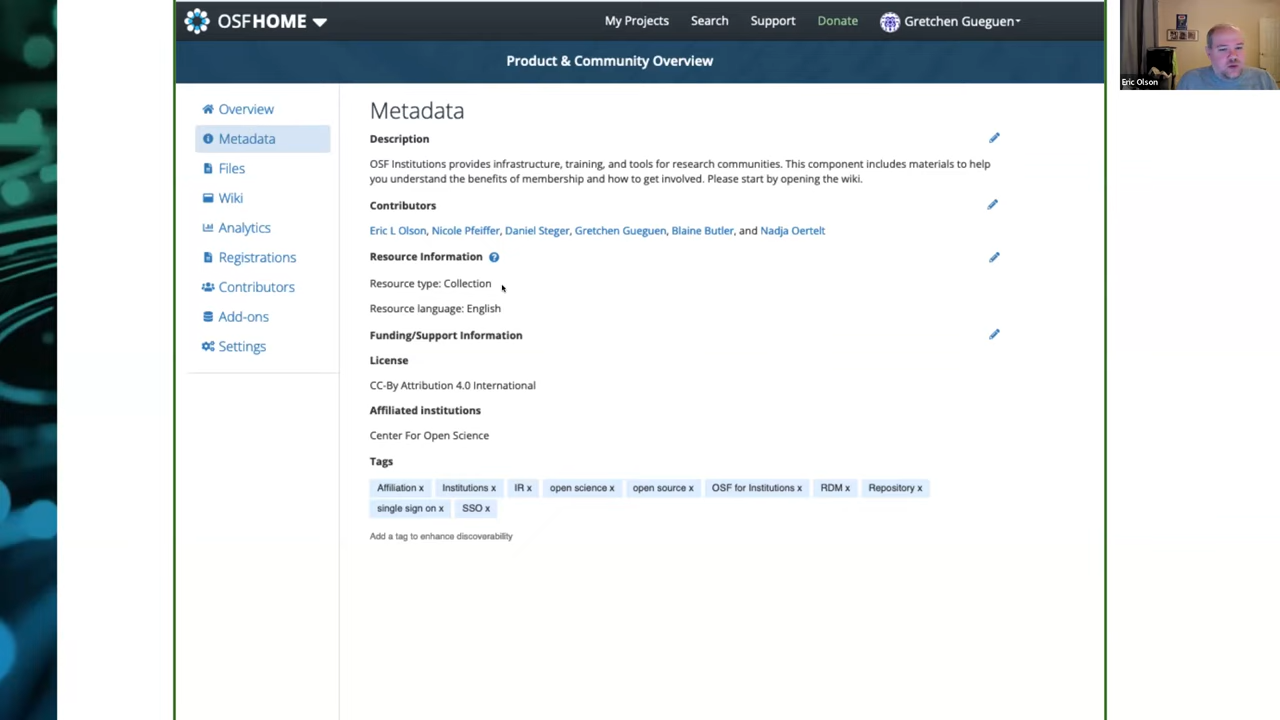 OSFHOME
My Projects
Search
Support
Donate
Gretchen Gueguen
Eric Olson
Product & Community Overview
Overview
Metadata
Files
Wiki
Analytics
Registrations
Contributors
Add-ons
Settings
Metadata
Description
OSF Institutions provides infrastructure, training, and tools for research communities. This component includes materials to help
you understand the benefits of membership and how to get involved. Please start by opening the wiki.
Contributors
Eric L Olson, Nicole Pfeiffer, Daniel Steger, Gretchen Gueguen, Blaine Butler, and Nadja Oertelt
Resource Information ?
Resource type: Collection
Resource language: English
Funding/Support Information
License
CC-By Attribution 4.0 International
Affiliated institutions
Center For Open Science
Tags
Affiliation x Institutions x IR x open science x open source x OSF for Institutions x RDM x Repository x
single sign on x SSO x
Add a tag to enhance discoverability